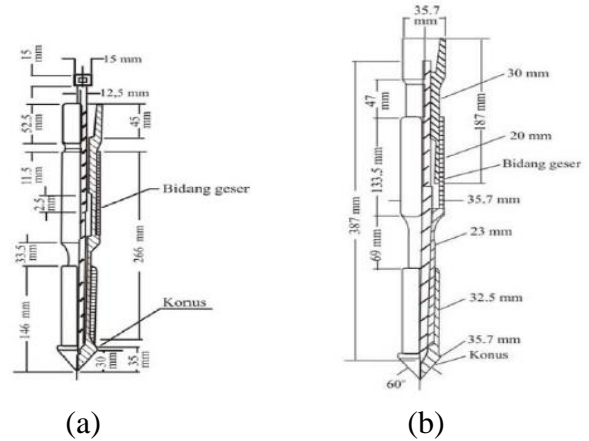 15 mm
15 mm
12,5 mm
52.5 mm
45 mm
11.5 mm
2.5 mm
Bidang geser
33.5 mm
266 mm
146 mm
Konus
30 mm
35 mm
(a)
35.7 mm
47 mm
30 mm
187 mm
20 mm
Bidang geser
133.5 mm
35.7 mm
387 mm
23 mm
69 mm
32.5 mm
35.7 mm
Konus
60°
(b)